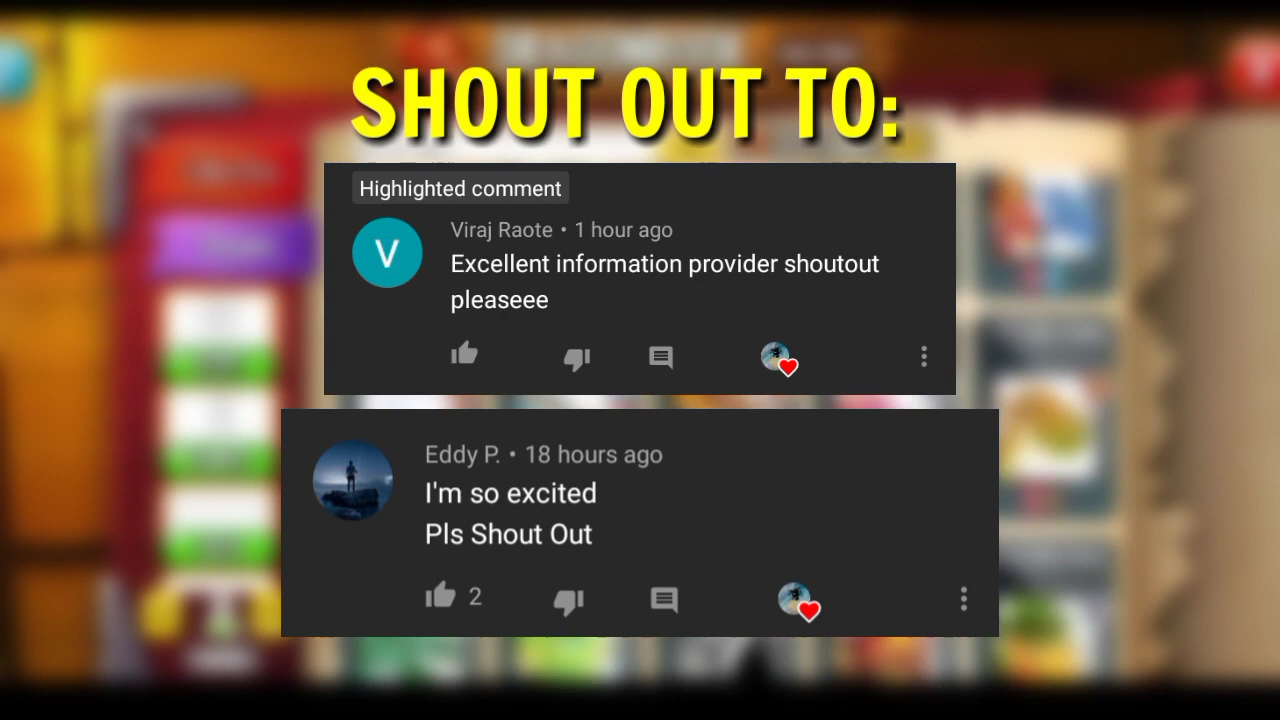 SHOUT OUT TO:
Highlighted comment
V
Viraj Raote • 1 hour ago
Excellent information provider shoutout
pleaseee
Eddy P. • 18 hours ago
I'm so excited
Pls Shout Out
2